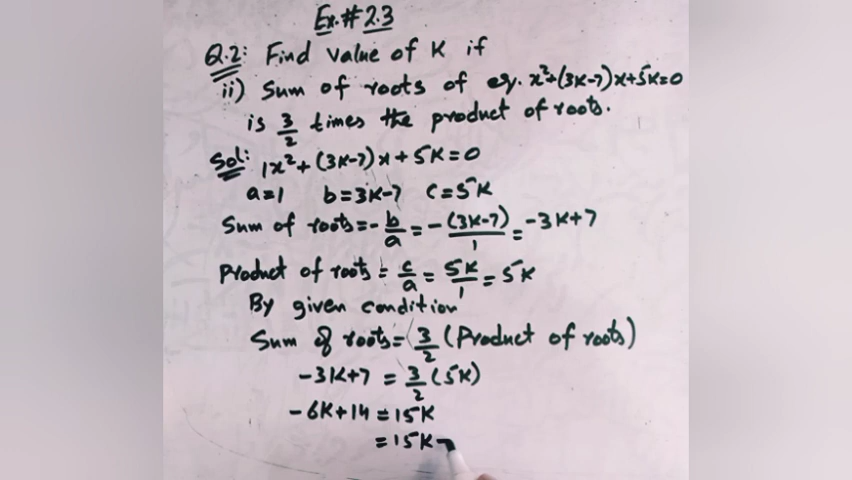 Ex.#2.3
Q.2: Find value of K if
ii) Sum of roots of eq. x²+(3K-7)x+5K=0
is 3/2 times the product of roots.
Sol: 1x²+(3K-7)x+5K=0
a=1 b=3K-7 c=5K
Sum of roots=-b/a=-(3K-7)/1=-3K+7
Product of roots=c/a=5K/1=5K
By given condition
Sum of roots=3/2(Product of roots)
-3K+7=3/2(5K)
-6K+14=15K
=15K-